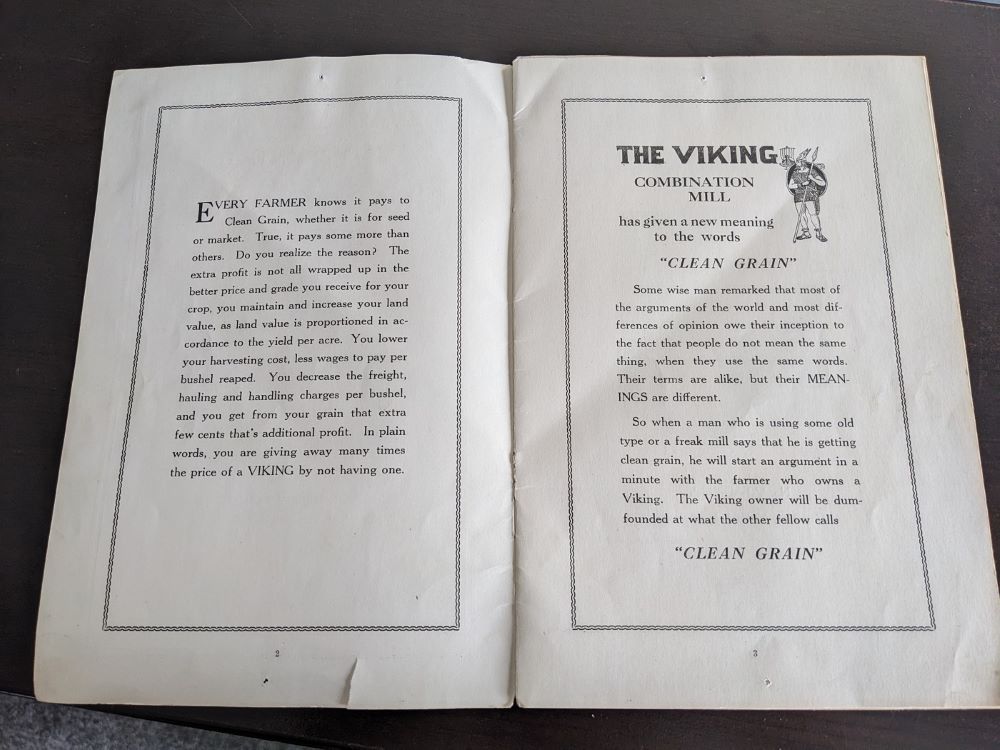 EVERY FARMER knows it pays to
Clean Grain, whether it is for seed
or market. True, it pays some more than
others. Do you realize the reason? The
extra profit is not all wrapped up in the
better price and grade you receive for your
crop, you maintain and increase your land
value, as land value is proportioned in ac-
cordance to the yield per acre. You lower
your harvesting cost, less wages to pay per
bushel reaped. You decrease the freight,
hauling and handling charges per bushel,
and you get from your grain that extra
few cents that's additional profit. In plain
words, you are giving away many times
the price of a VIKING by not having one.
2
THE VIKING
COMBINATION
MILL
has given a new meaning
to the words
"CLEAN GRAIN"
Some wise man remarked that most of
the arguments of the world and most dif-
ferences of opinion owe their inception to
the fact that people do not mean the same
thing, when they use the same words.
Their terms are alike, but their MEAN-
INGS are different.
So when a man who is using some old
type or a freak mill says that he is getting
clean grain, he will start an argument in a
minute with the farmer who owns a
Viking. The Viking owner will be dum-
founded at what the other fellow calls
"CLEAN GRAIN"
3